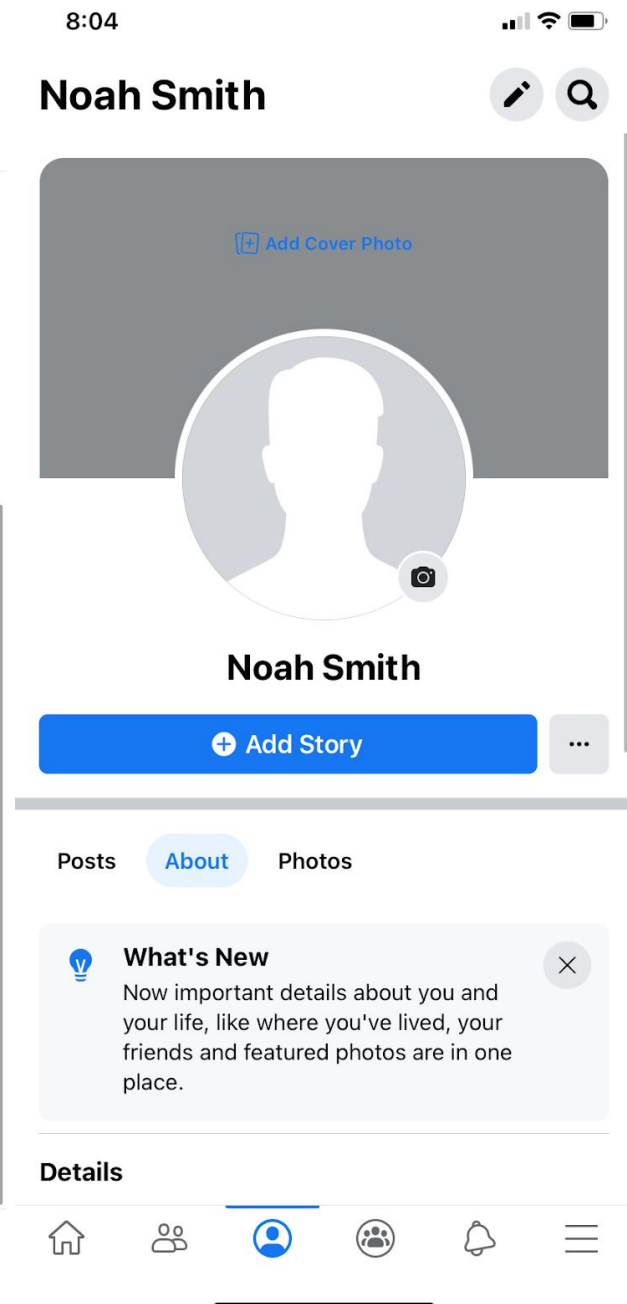 8:04
Noah Smith
Add Cover Photo
Noah Smith
Add Story
Posts About Photos
What's New
Now important details about you and
your life, like where you've lived, your
friends and featured photos are in one
place.
Details